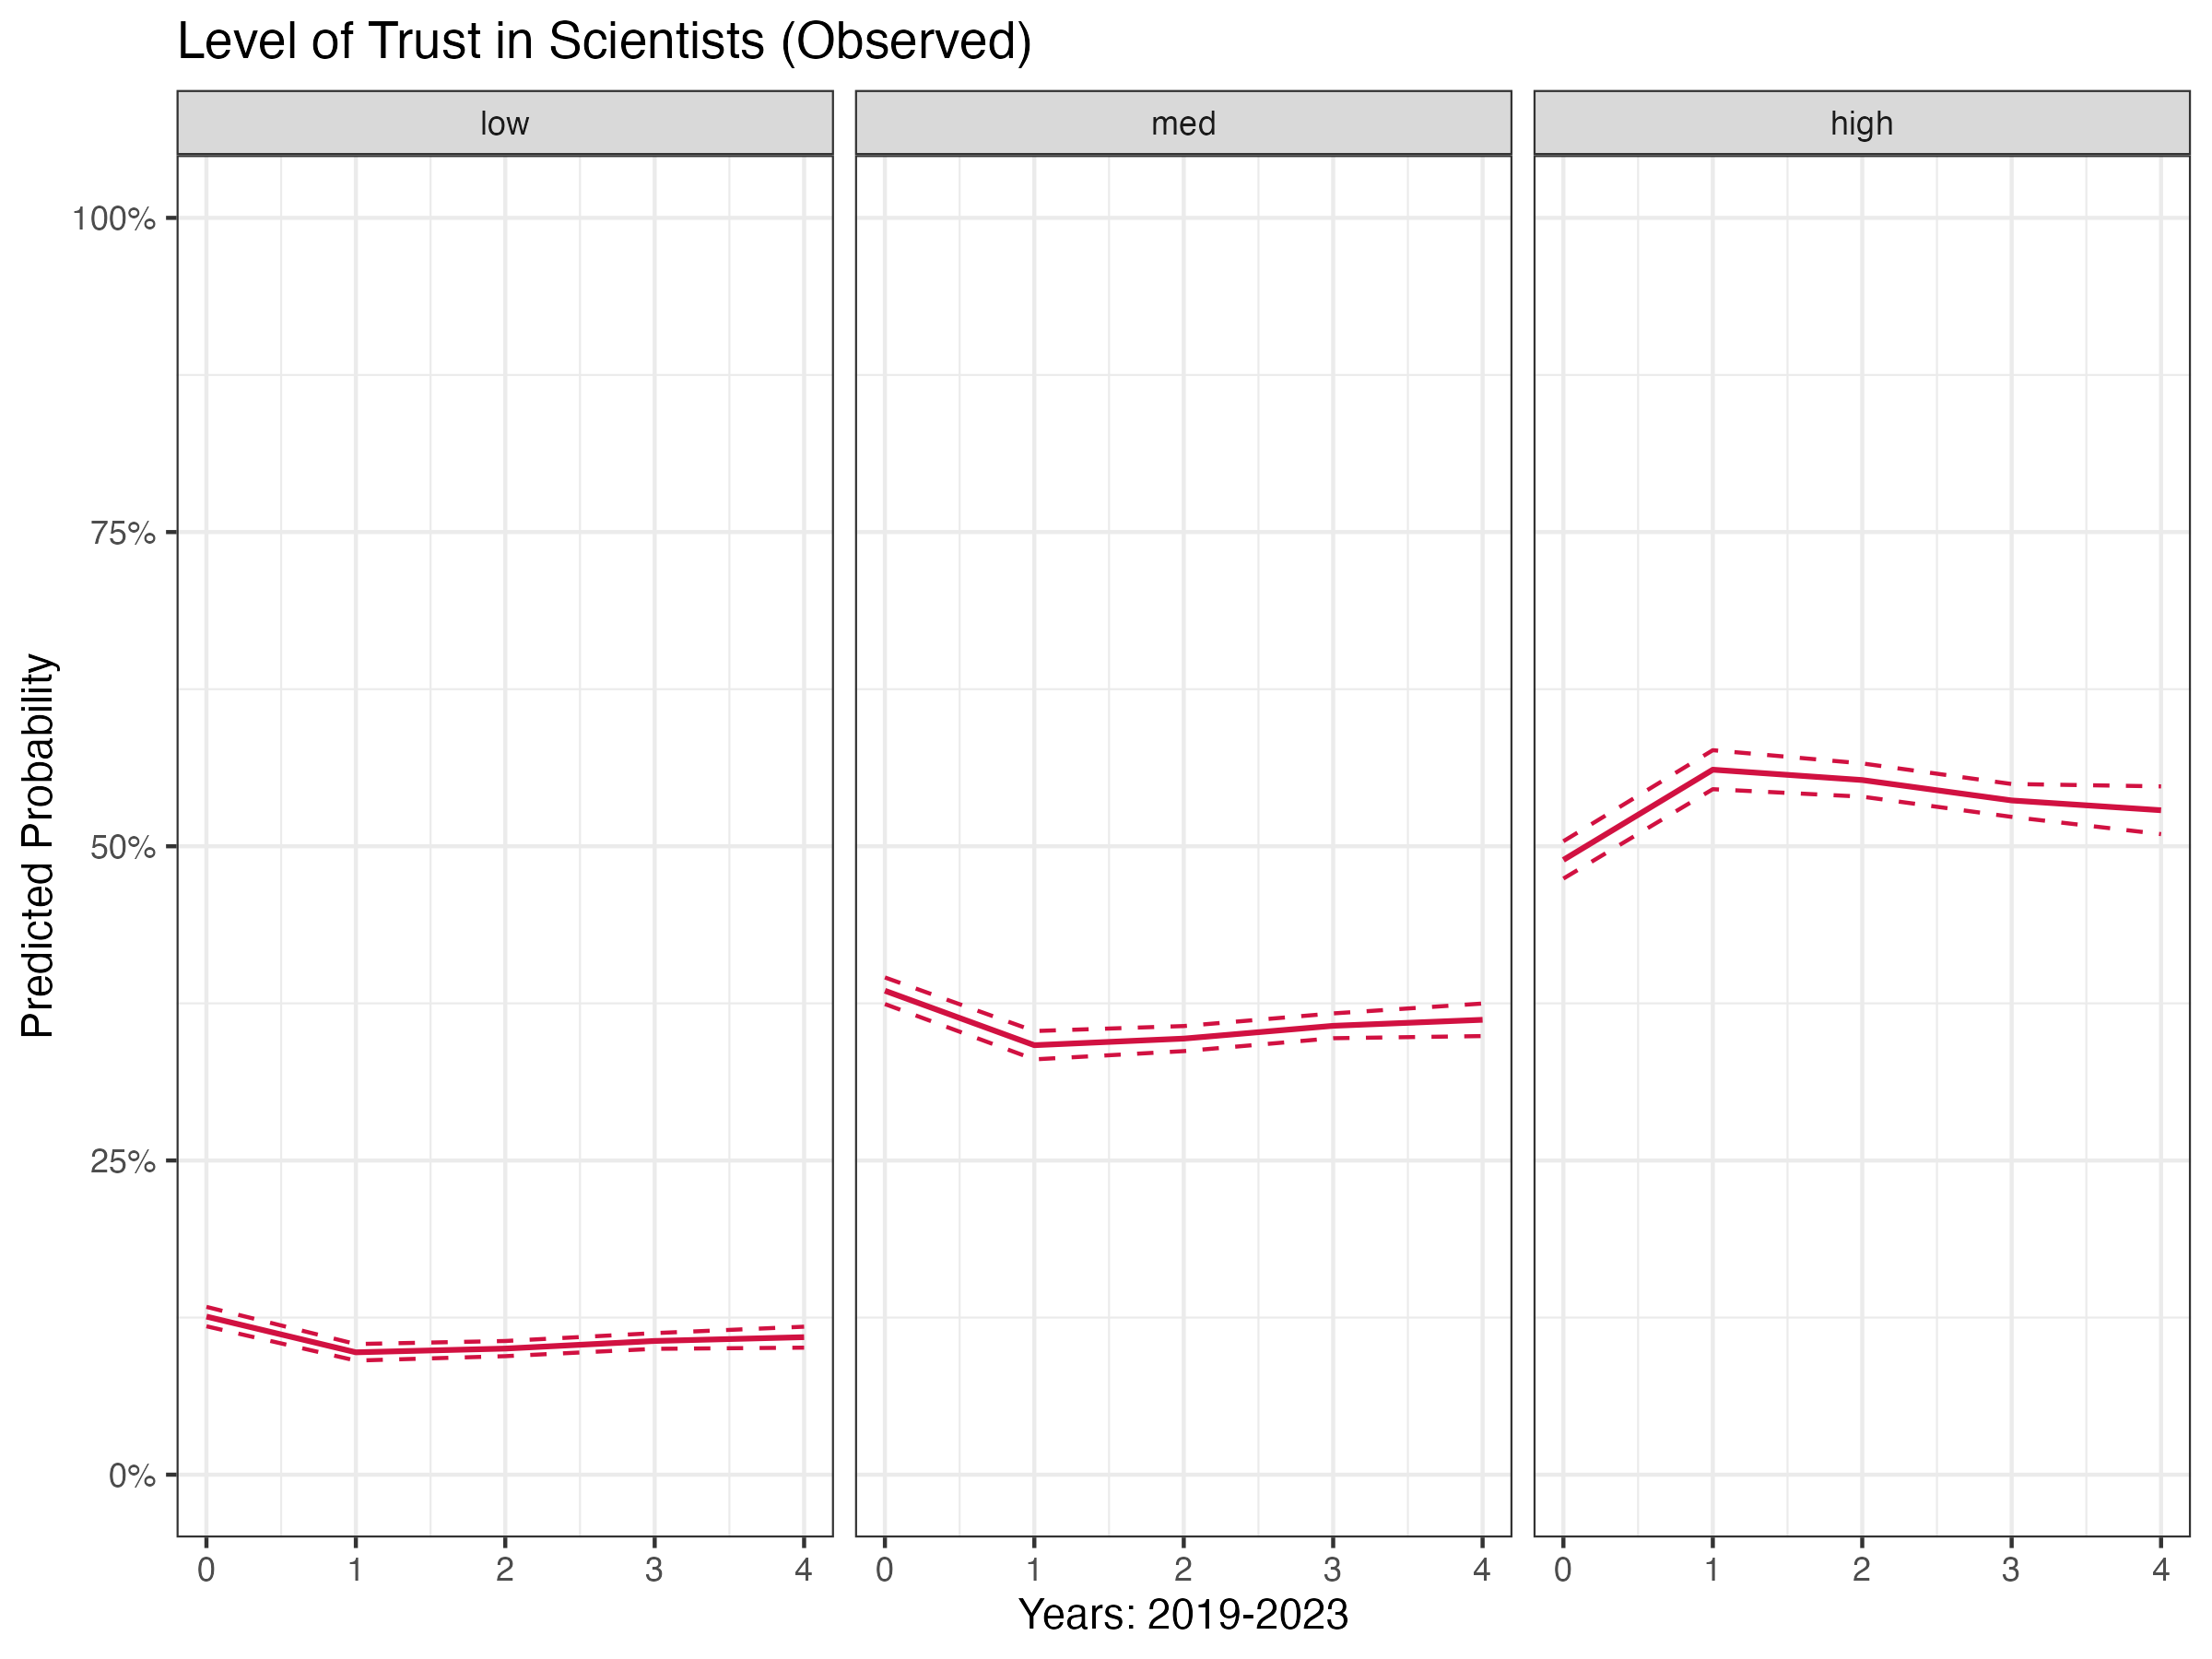 Level of Trust in Scientists (Observed)
low
med
high
Predicted Probability
100%
75%
50%
25%
0%
0 1 2 3 4
0 1 2 3 4
0 1 2 3 4
Years: 2019-2023